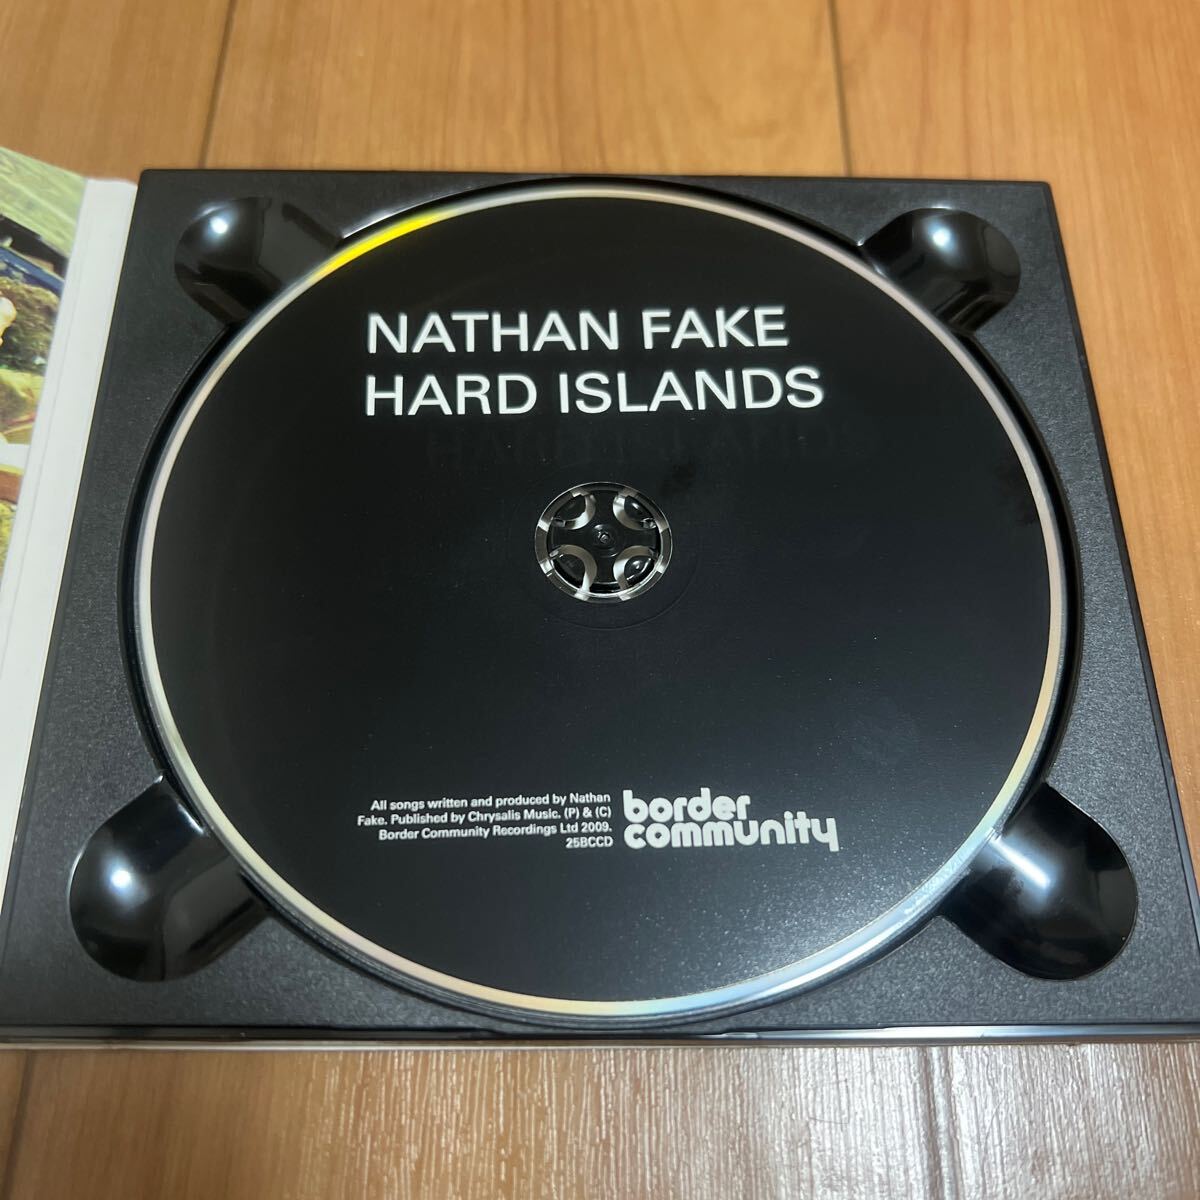 NATHAN FAKE
HARD ISLANDS
All songs written and produced by Nathan
Fake. Published by Chrysalis Music. (P) & (C)
Border Community Recordings Ltd 2009.
25BCCD
border
community